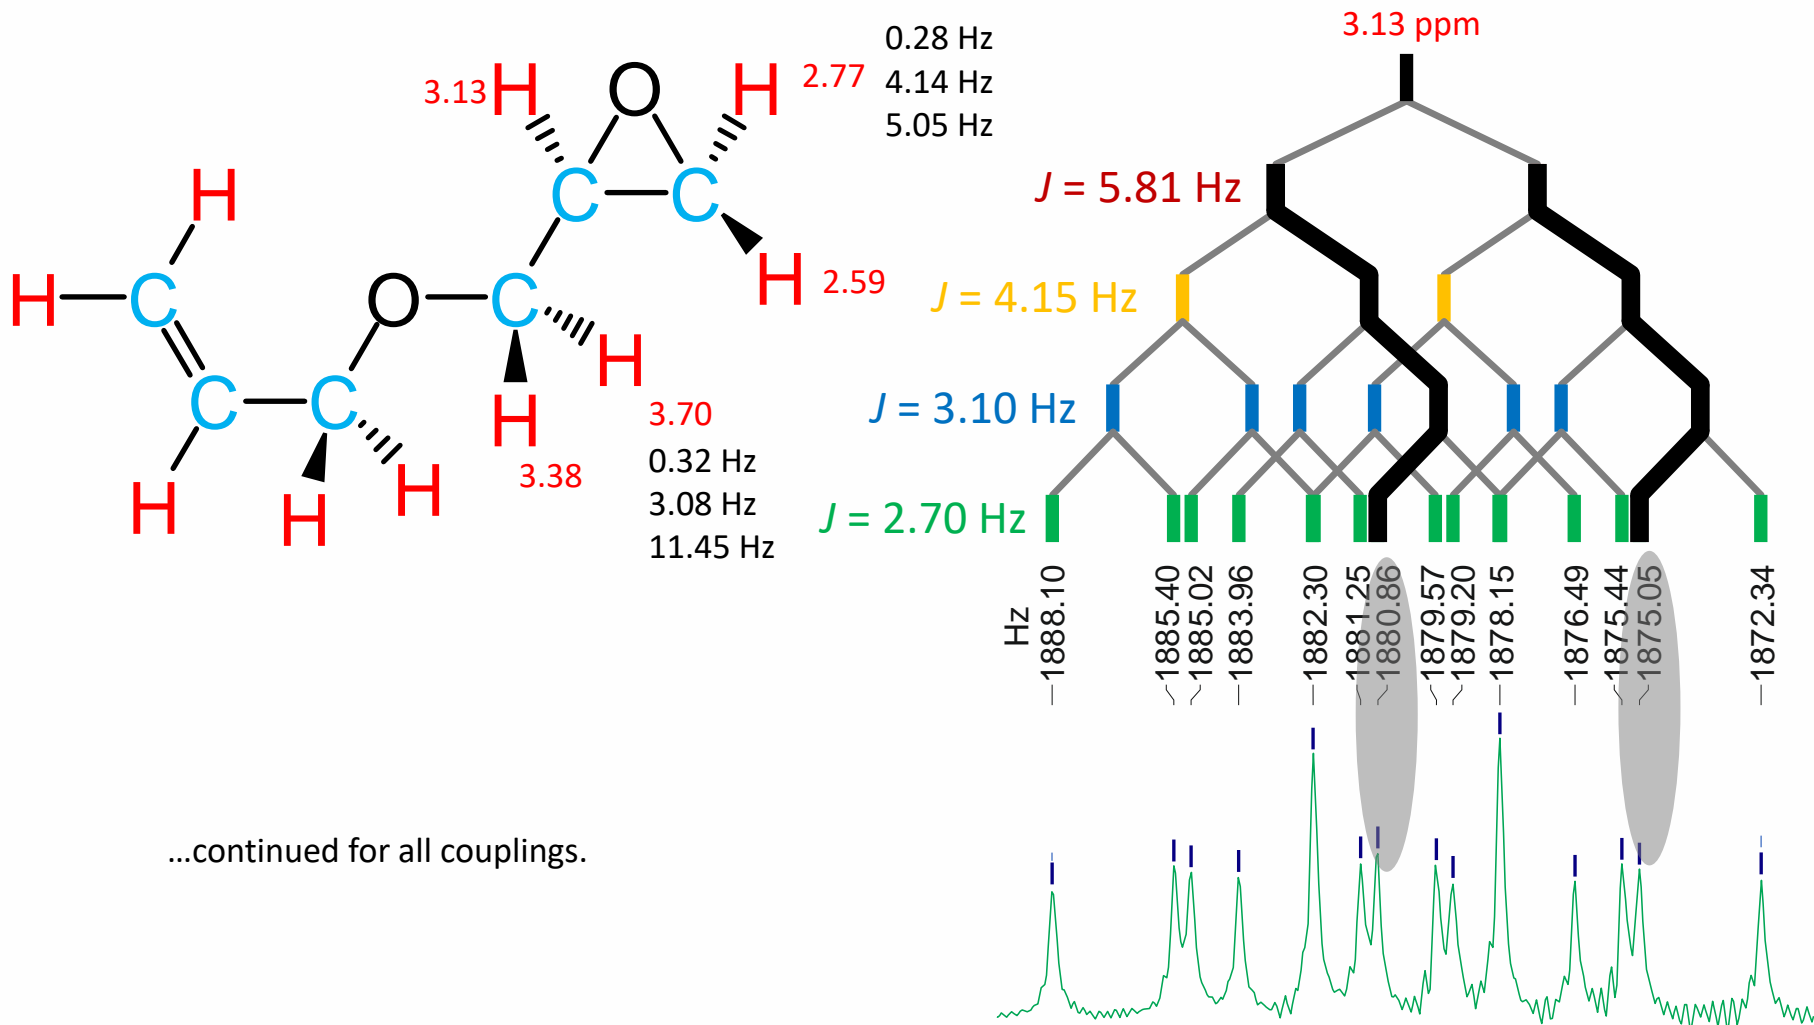 3.13 ppm
0.28 Hz
4.14 Hz
5.05 Hz
3.13
H
O
H
2.77
H
C
C
J = 5.81 Hz
H
2.59
H
C
O
C
J = 4.15 Hz
H
3.70
0.32 Hz
3.08 Hz
11.45 Hz
C
C
H
3.38
J = 3.10 Hz
H
H
H
J = 2.70 Hz
Hz
1888.10
1885.40
1885.02
1883.96
1882.30
1881.25
1880.86
1879.57
1879.20
1878.15
1876.49
1875.44
1875.05
1872.34
...continued for all couplings.